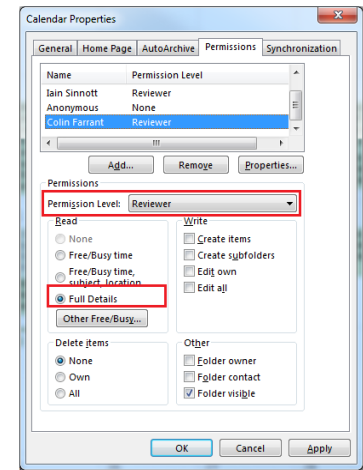 Calendar Properties
General Home Page AutoArchive Permissions Synchronization
Name Permission Level
Iain Sinnott Reviewer
Anonymous None
Colin Farrant Reviewer
Add... Remove Properties...
Permissions
Permission Level: Reviewer
Read Write
None Create items
Free/Busy time Create subfolders
Free/Busy time, subject, location Edit own
Full Details Edit all
Other Free/Busy...
Delete items Other
None Folder owner
Own Folder contact
All Folder visible
OK Cancel Apply